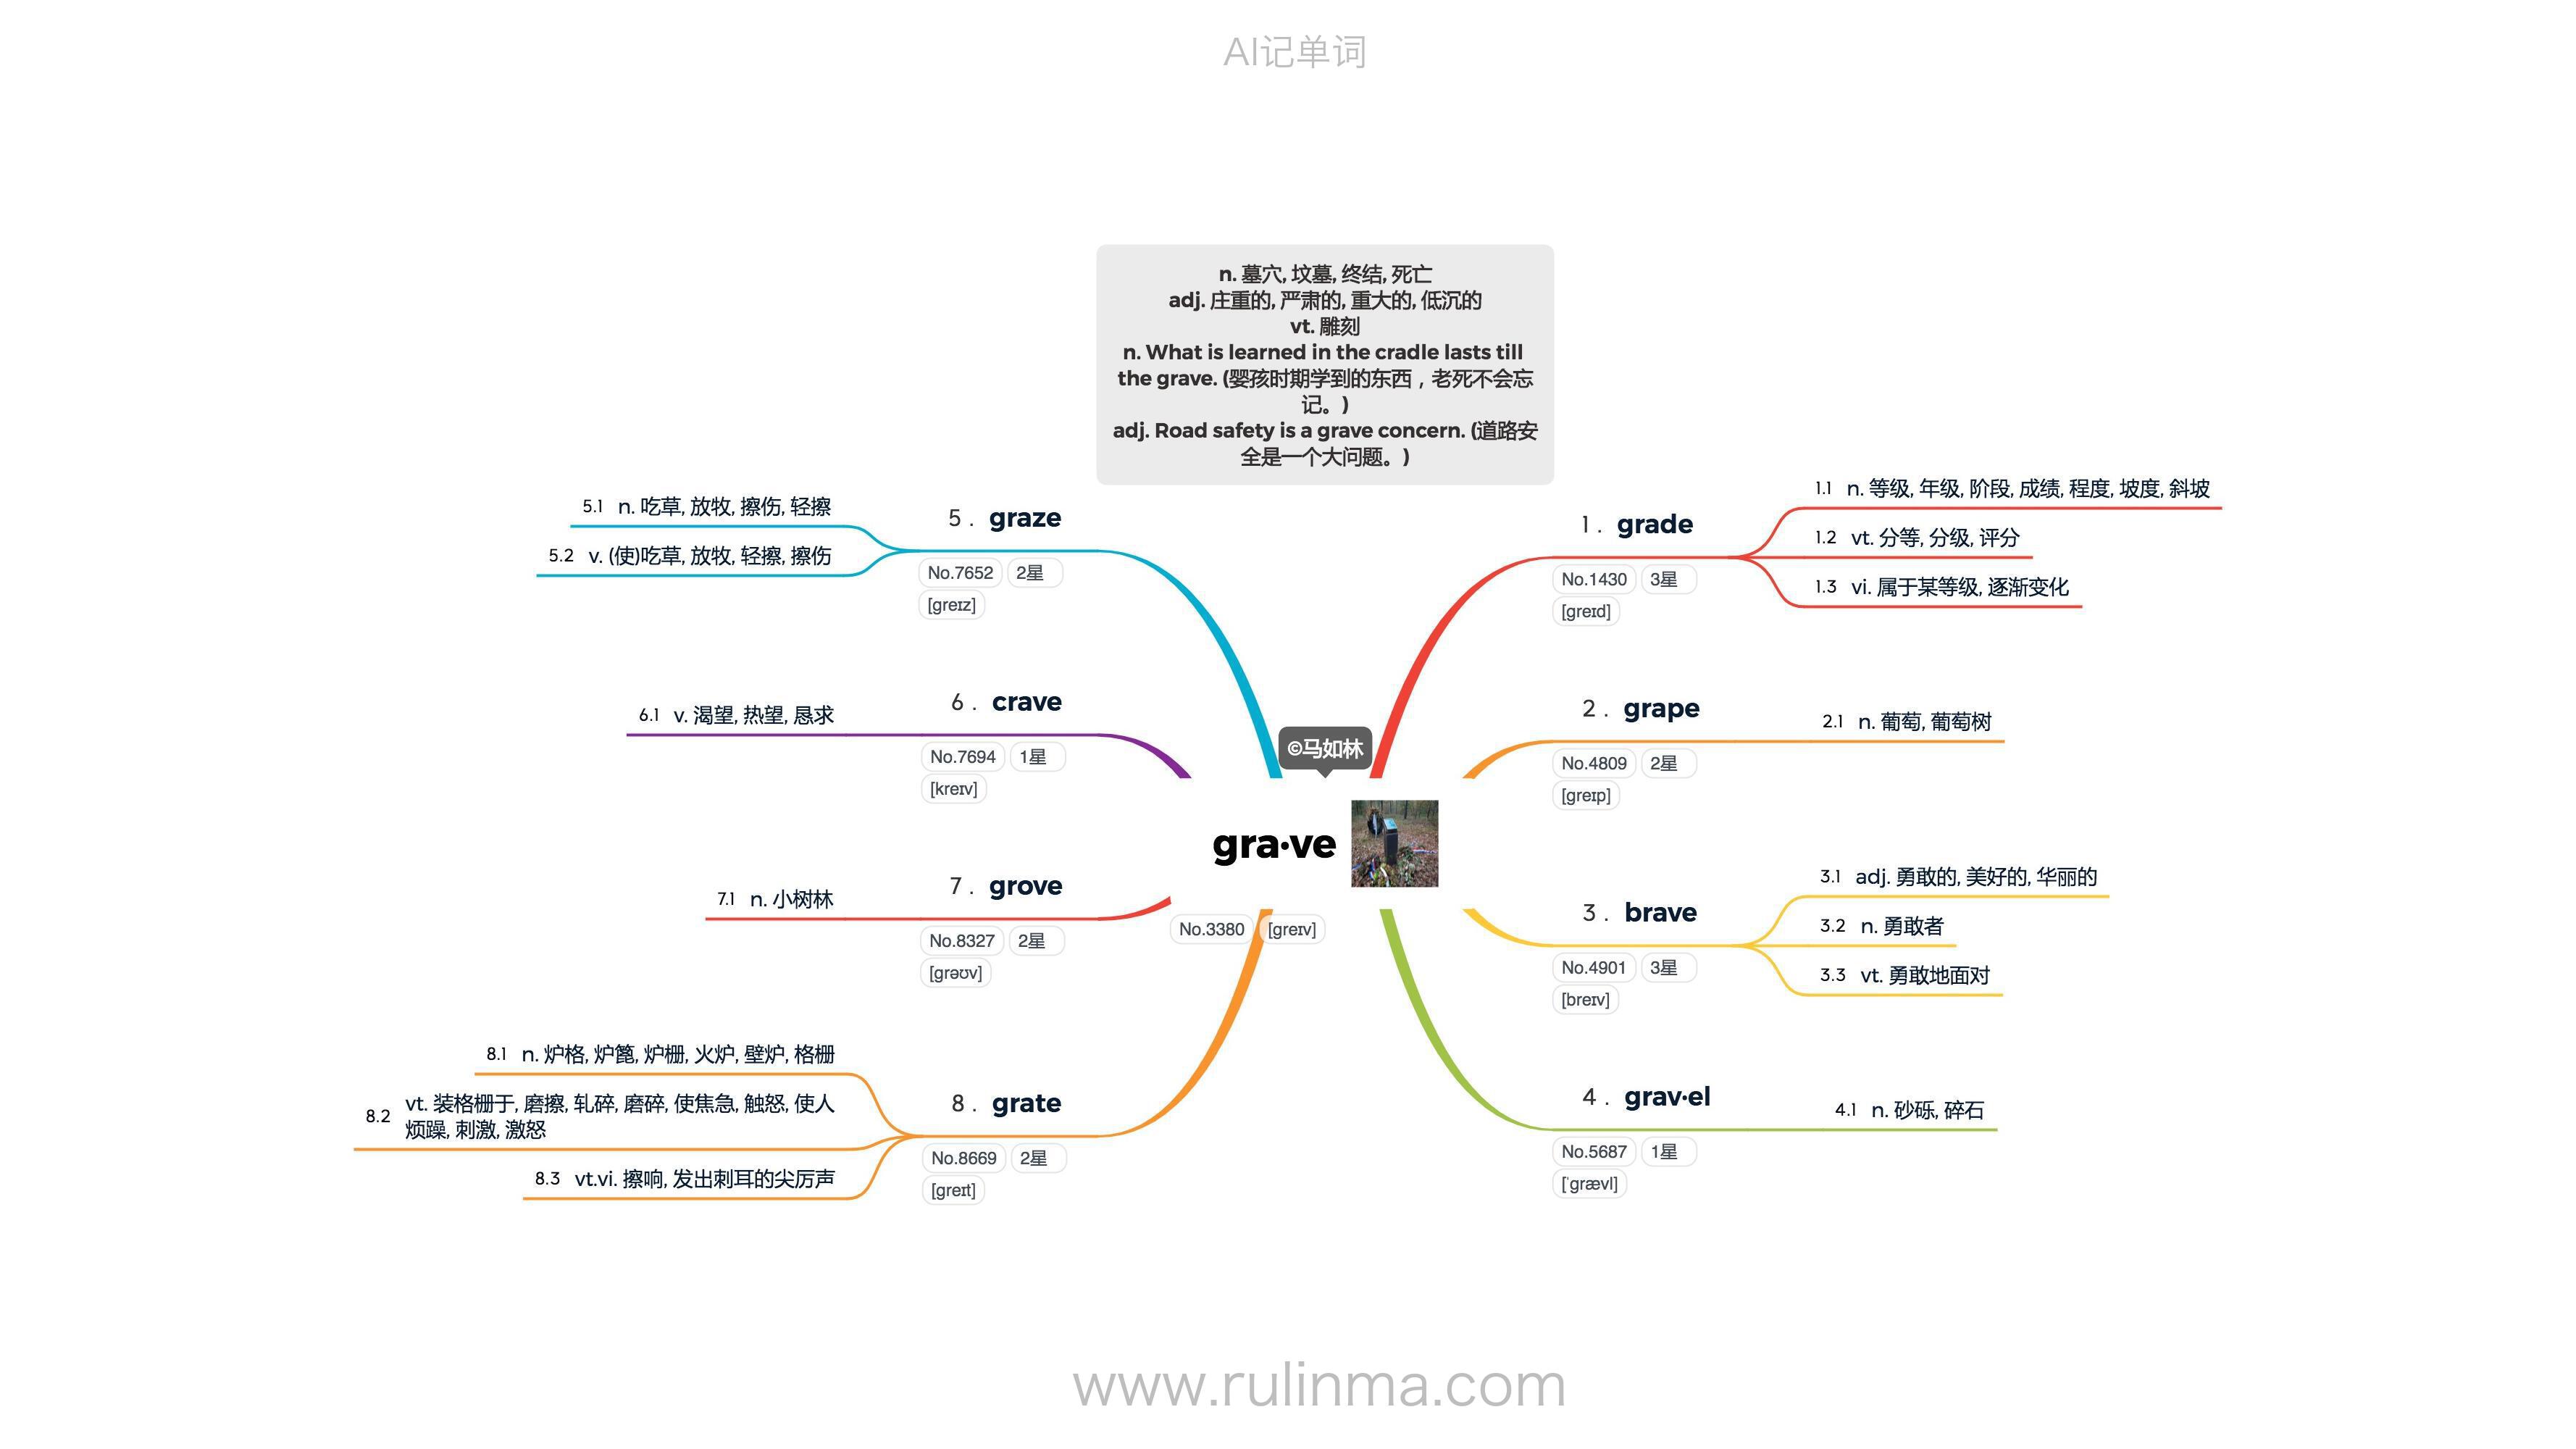 AI记单词
n. 墓穴, 坟墓, 终结, 死亡
adj. 庄重的, 严肃的, 重大的, 低沉的
vt. 雕刻
n. What is learned in the cradle lasts till
the grave. (婴孩时期学到的东西，老死不会忘
记。)
adj. Road safety is a grave concern. (道路安
全是一个大问题。)
©马如林
gra·ve
No.3380 [greɪv]
1 . grade
No.1430 3星
[greɪd]
1.1 n. 等级, 年级, 阶段, 成绩, 程度, 坡度, 斜坡
1.2 vt. 分等, 分级, 评分
1.3 vi. 属于某等级, 逐渐变化
2 . grape
No.4809 2星
[greɪp]
2.1 n. 葡萄, 葡萄树
3 . brave
No.4901 3星
[breɪv]
3.1 adj. 勇敢的, 美好的, 华丽的
3.2 n. 勇敢者
3.3 vt. 勇敢地面对
4 . grav·el
No.5687 1星
[ˈɡrævl]
4.1 n. 砂砾, 碎石
5 . graze
No.7652 2星
[greɪz]
5.1 n. 吃草, 放牧, 擦伤, 轻擦
5.2 v. (使)吃草, 放牧, 轻擦, 擦伤
6 . crave
No.7694 1星
[kreɪv]
6.1 v. 渴望, 热望, 恳求
7 . grove
No.8327 2星
[grəʊv]
7.1 n. 小树林
8 . grate
No.8669 2星
[greɪt]
8.1 n. 炉格, 炉篦, 炉栅, 火炉, 壁炉, 格栅
8.2 vt. 装格栅于, 磨擦, 轧碎, 磨碎, 使焦急, 触怒, 使人
烦躁, 刺激, 激怒
8.3 vt.vi. 擦响, 发出刺耳的尖厉声
www.rulinma.com